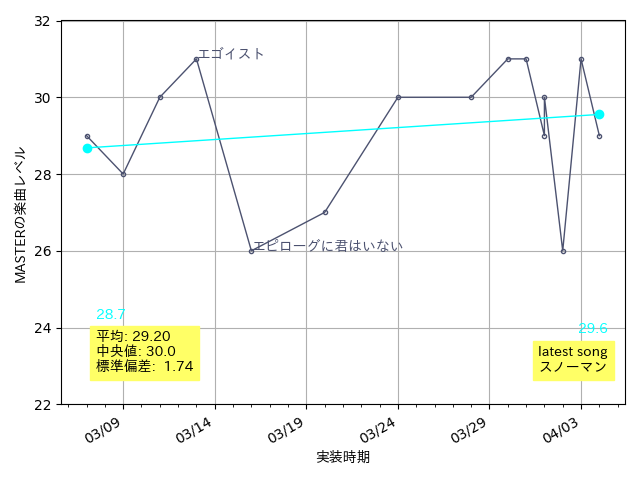 32
30
28
26
24
22
MASTERの楽曲レベル
エゴイスト
エピローグに君はいない
28.7
平均: 29.20
中央値: 30.0
標準偏差: 1.74
29.6
latest song
スノーマン
03/09
03/14
03/19
03/24
03/29
04/03
実装時期